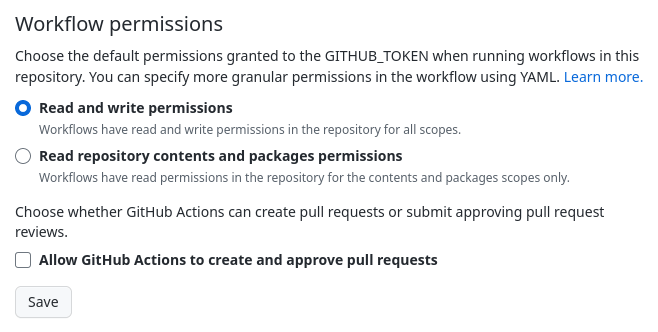 Workflow permissions
Choose the default permissions granted to the GITHUB_TOKEN when running workflows in this
repository. You can specify more granular permissions in the workflow using YAML. Learn more.
Read and write permissions
Workflows have read and write permissions in the repository for all scopes.
Read repository contents and packages permissions
Workflows have read permissions in the repository for the contents and packages scopes only.
Choose whether GitHub Actions can create pull requests or submit approving pull request
reviews.
Allow GitHub Actions to create and approve pull requests
Save